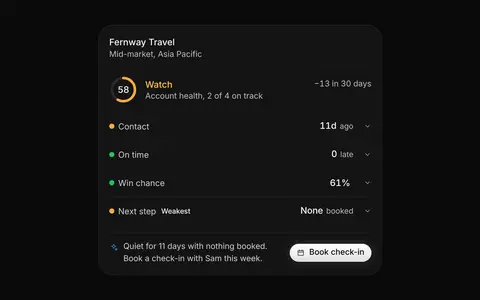 Fernway Travel
Mid-market, Asia Pacific
58
Watch
−13 in 30 days
Account health, 2 of 4 on track
Contact 11d ago
On time 0 late
Win chance 61%
Next step Weakest None booked
Quiet for 11 days with nothing booked.
Book a check-in with Sam this week.
Book check-in